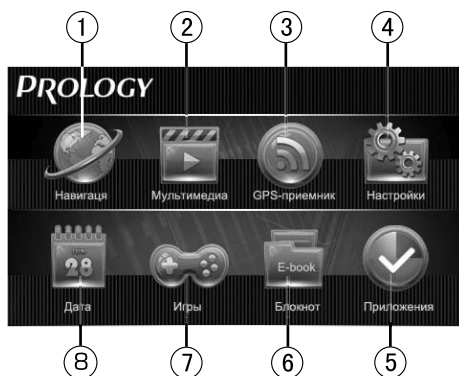 1 2 3 4
PROLOGY
Навигаця Мультимедиа GPS-приемник Настройки
JUN
28 E-book
Дата Игры Блокнот Приложения
8 7 6 5